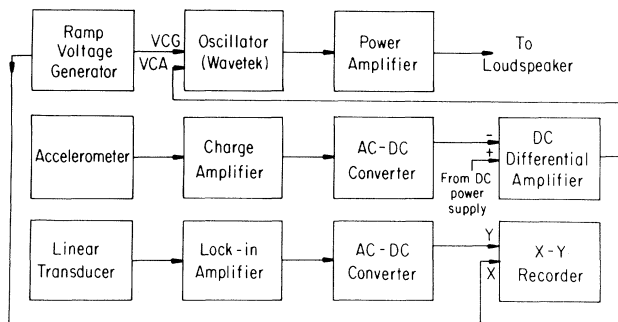 Ramp
Voltage
Generator
VCG
VCA
Oscillator
(Wavetek)
Power
Amplifier
To
Loudspeaker
Accelerometer
Charge
Amplifier
AC-DC
Converter
-
+
From DC
power
supply
DC
Differential
Amplifier
Linear
Transducer
Lock-in
Amplifier
AC-DC
Converter
Y
X
X-Y
Recorder